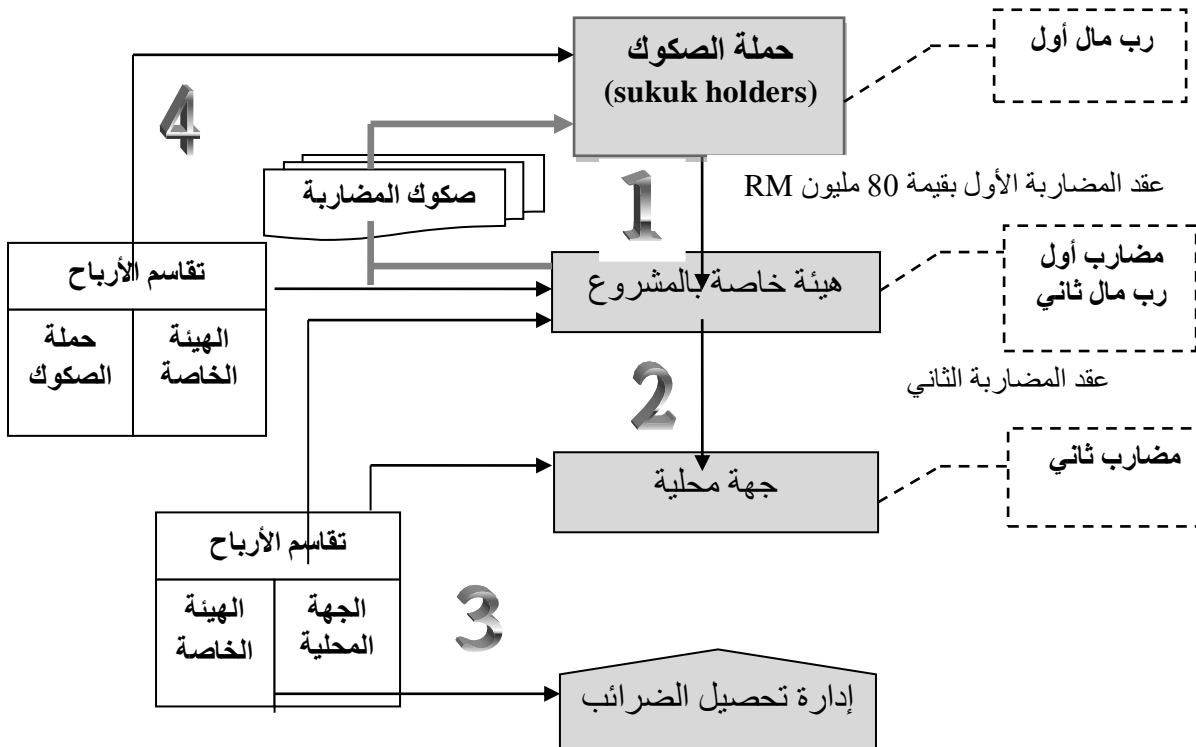 حملة الصكوك
(sukuk holders)
رب مال أول
4
صكوك المضاربة
1
عقد المضاربة الأول بقيمة 80 مليون RM
تقاسم الأرباح
حملة
الصكوك
الهيئة
الخاصة
هيئة خاصة بالمشروع
مضارب أول
رب مال ثاني
2
عقد المضاربة الثاني
جهة محلية
مضارب ثاني
تقاسم الأرباح
الجهة
المحلية
الهيئة
الخاصة
3
إدارة تحصيل الضرائب